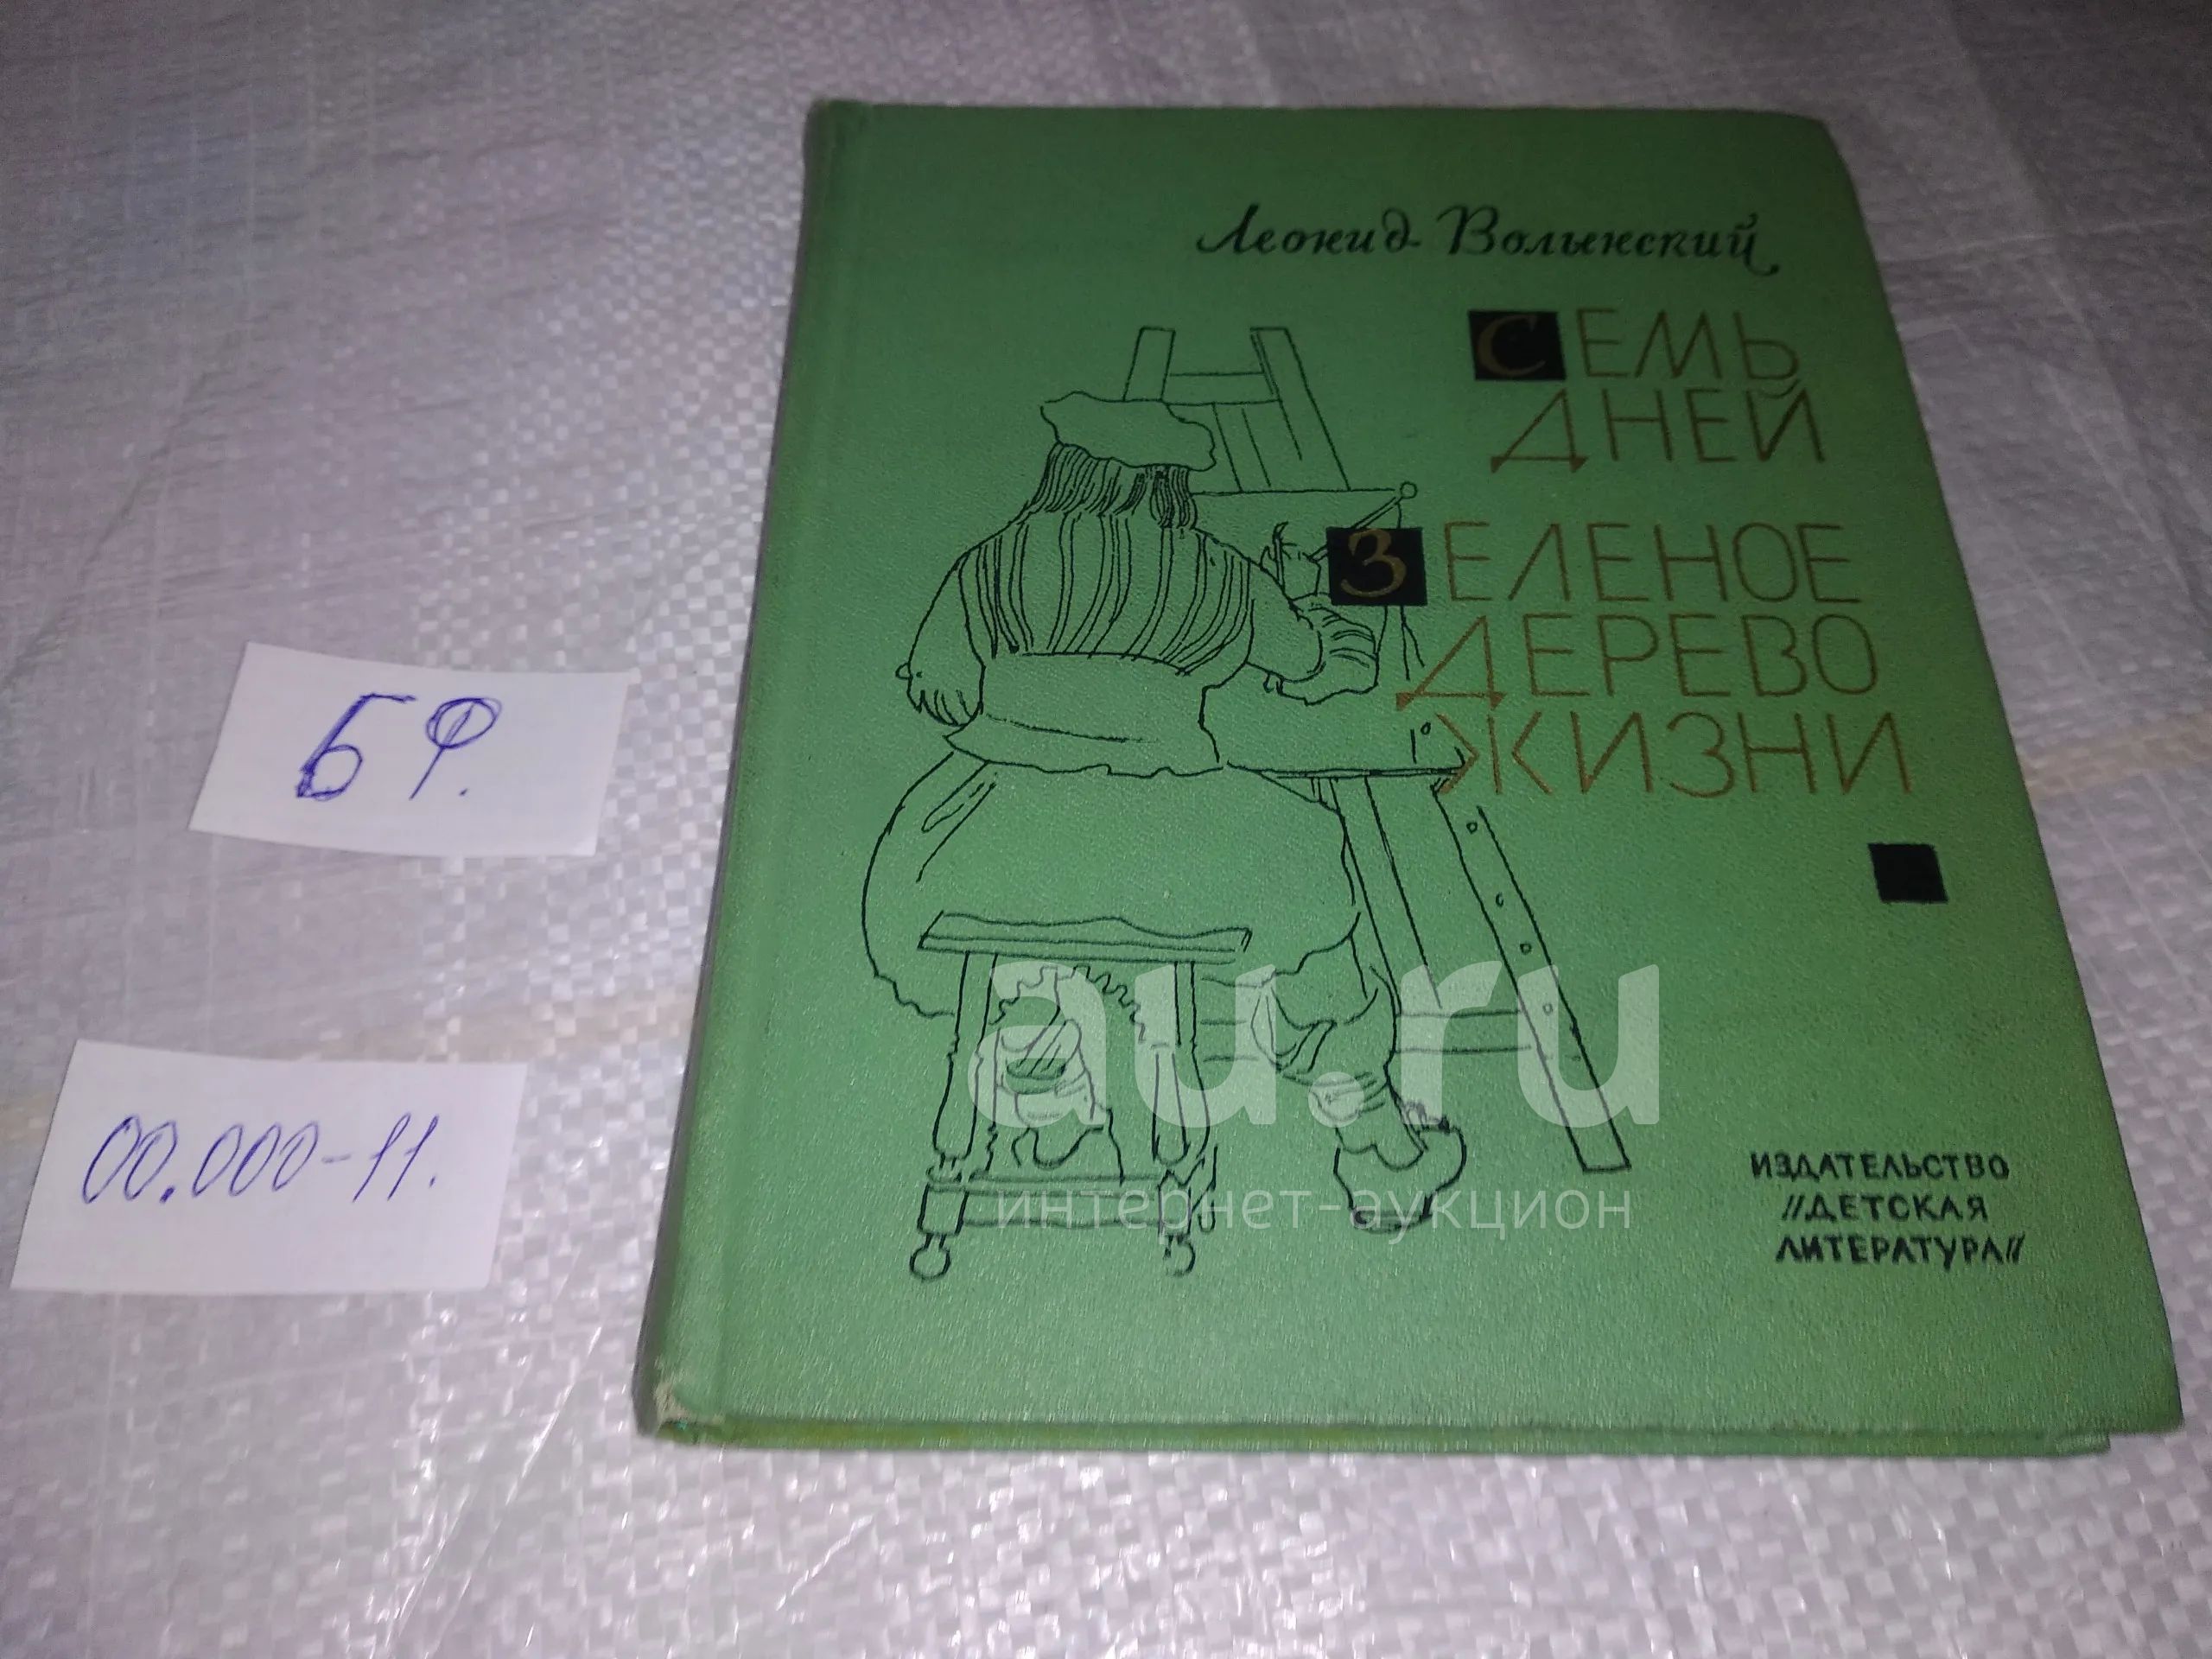 Леонид Волынский
СЕМЬ
ДНЕЙ
ЗЕЛЕНОЕ
ДЕРЕВО
ЖИЗНИ
ИЗДАТЕЛЬСТВО
//ДЕТСКАЯ
ЛИТЕРАТУРА//
БФ.
00.000-11.
au.ru
интернет-аукцион